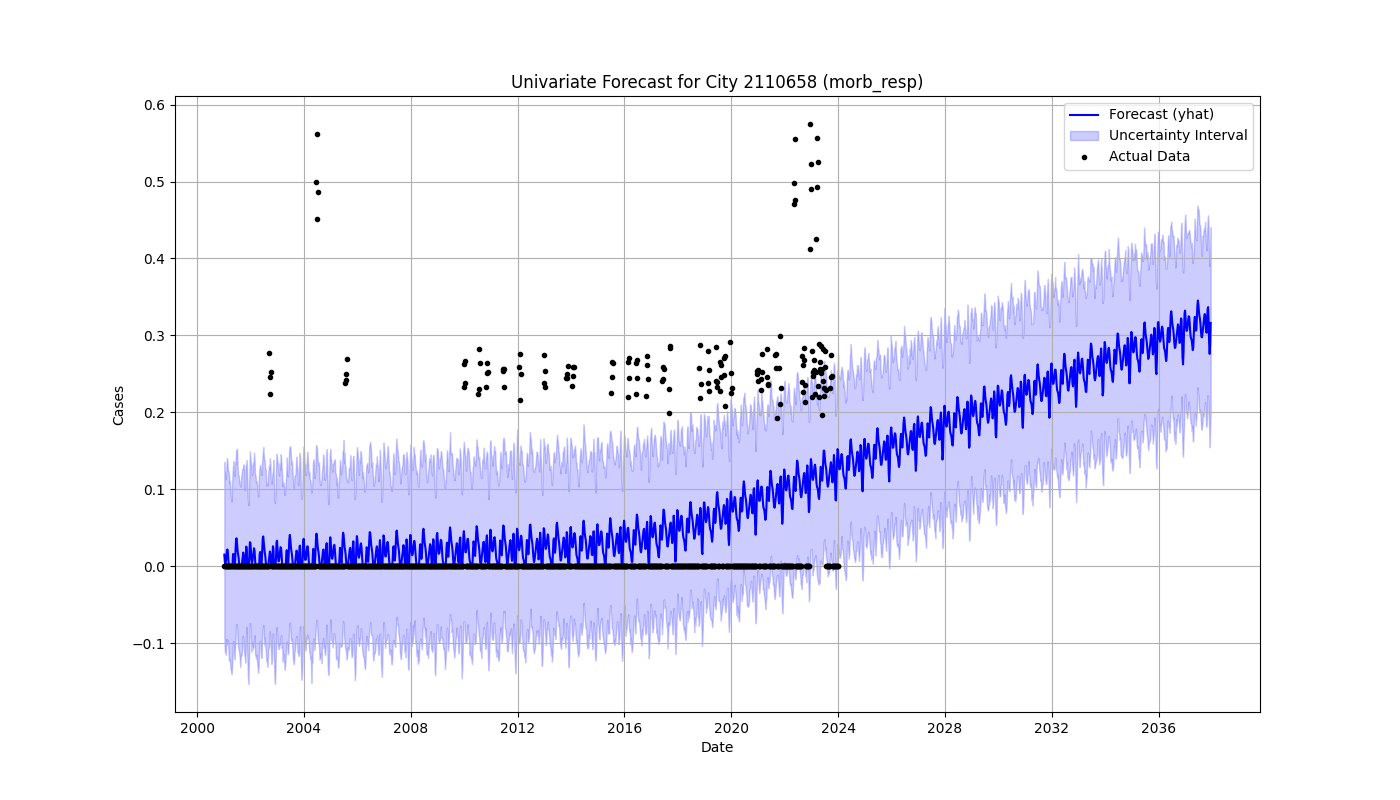 Univariate Forecast for City 2110658 (morb_resp)
Forecast (yhat)
Uncertainty Interval
Actual Data
0.6
0.5
0.4
0.3
0.2
0.1
0.0
−0.1
Cases
2000 2004 2008 2012 2016 2020 2024 2028 2032 2036
Date